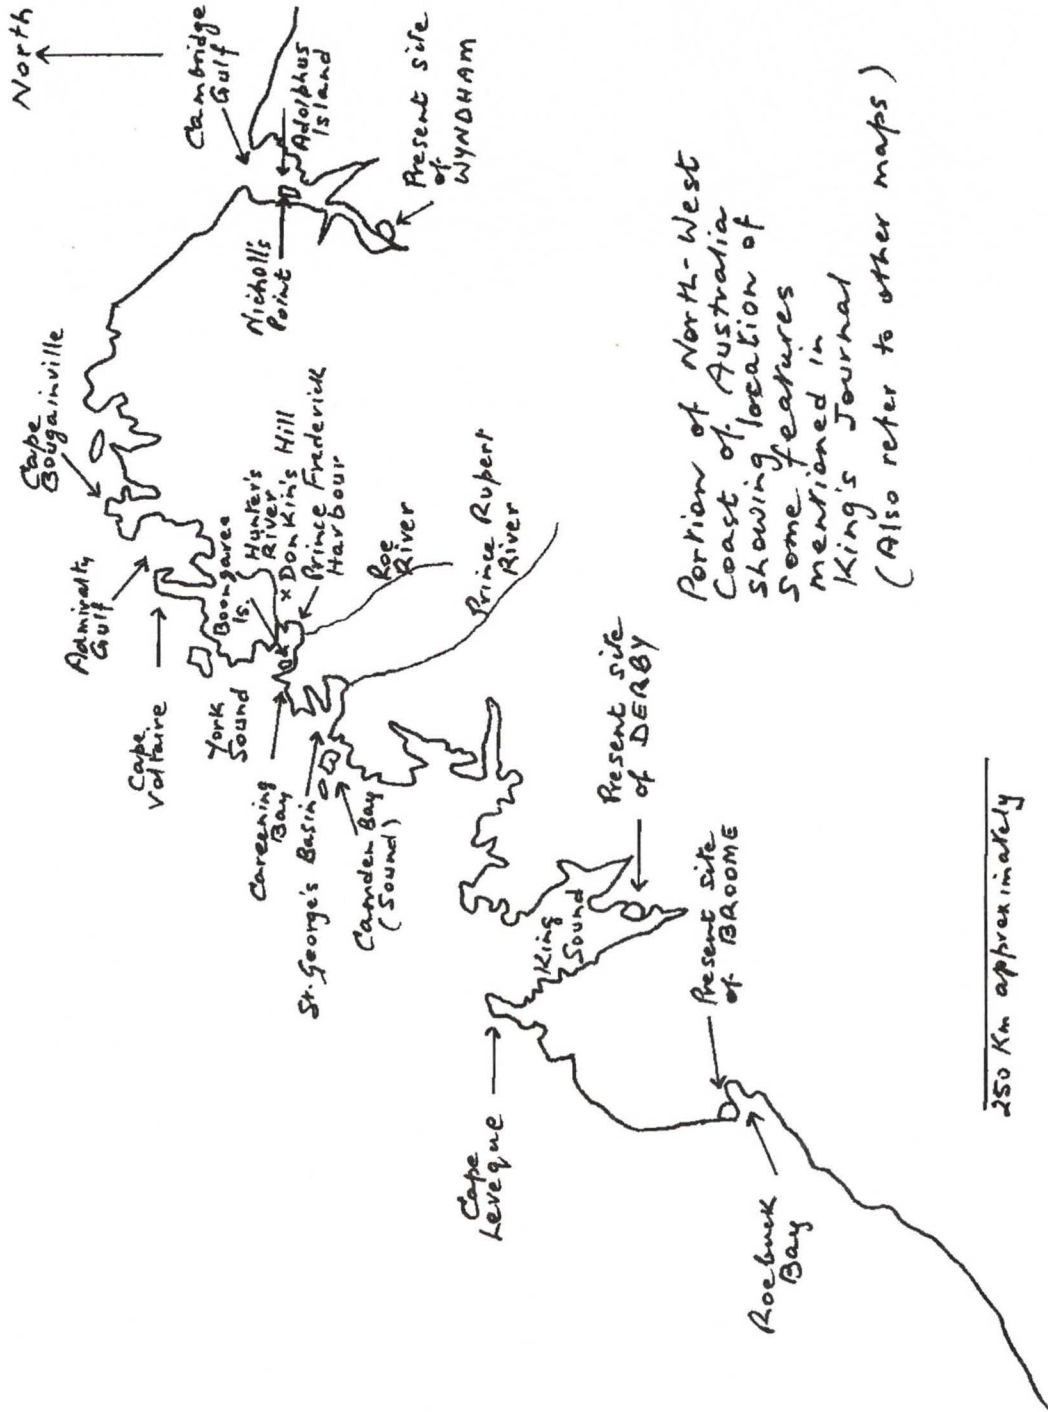 North
Cape
Bougainville
Admiralty
Gulf
Cape
Voltaire
York
Sound
Cambridge
Gulf
Adolphus
Island
Nicholls
Point
Present site
of
WYNDHAM
Boongaree
Is.
Hunter's
River
x Donkin's Hill
Prince Frederick
Harbour
Roe
River
Prince Rupert
River
Careening
Bay
St. George's Basin
Camden Bay
(Sound)
Cape
Leveque
King
Sound
Present site
of DERBY
Present site
of BROOME
Roebuck
Bay
Portion of North-West
Coast of Australia
showing location of
some features
mentioned in
King's Journal
(Also refer to other maps)
250 Km approximately